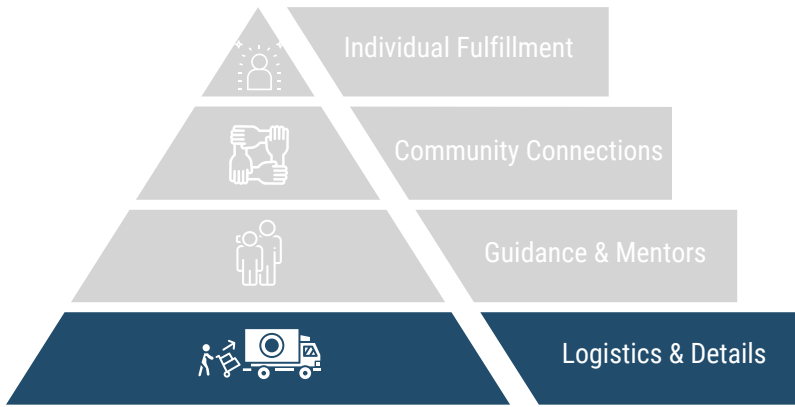 Individual Fulfillment
Community Connections
Guidance & Mentors
Logistics & Details